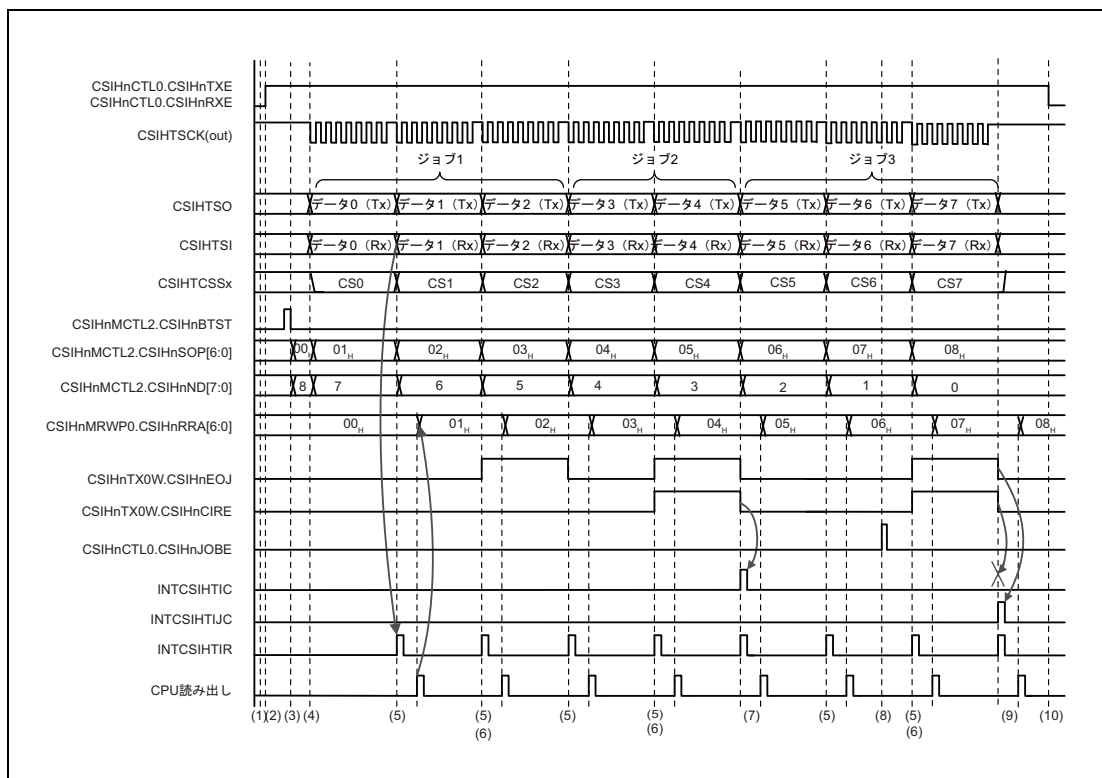 CSIHnCTL0.CSIHnTXE
CSIHnCTL0.CSIHnRXE
CSIHTSCK(out)
ジョブ1 ジョブ2 ジョブ3
CSIHTSO データ0（Tx） データ1（Tx） データ2（Tx） データ3（Tx） データ4（Tx） データ5（Tx） データ6（Tx） データ7（Tx）
CSIHTSI データ0（Rx） データ1（Rx） データ2（Rx） データ3（Rx） データ4（Rx） データ5（Rx） データ6（Rx） データ7（Rx）
CSIHTCSSx CS0 CS1 CS2 CS3 CS4 CS5 CS6 CS7
CSIHnMCTL2.CSIHnBTST
CSIHnMCTL2.CSIHnSOP[6:0] 00H 01H 02H 03H 04H 05H 06H 07H 08H
CSIHnMCTL2.CSIHnND[7:0] 8 7 6 5 4 3 2 1 0
CSIHnMRWP0.CSIHnRRA[6:0] 00H 01H 02H 03H 04H 05H 06H 07H 08H
CSIHnTX0W.CSIHnEOJ
CSIHnTX0W.CSIHnCIRE
CSIHnCTL0.CSIHnJOBE
INTCSIHTIC
INTCSIHTIJC
INTCSIHTIR
CPU読み出し
(1) (2) (3) (4) (5) (5) (5) (5) (7) (5) (8) (5) (9) (10)
(6) (6) (6)